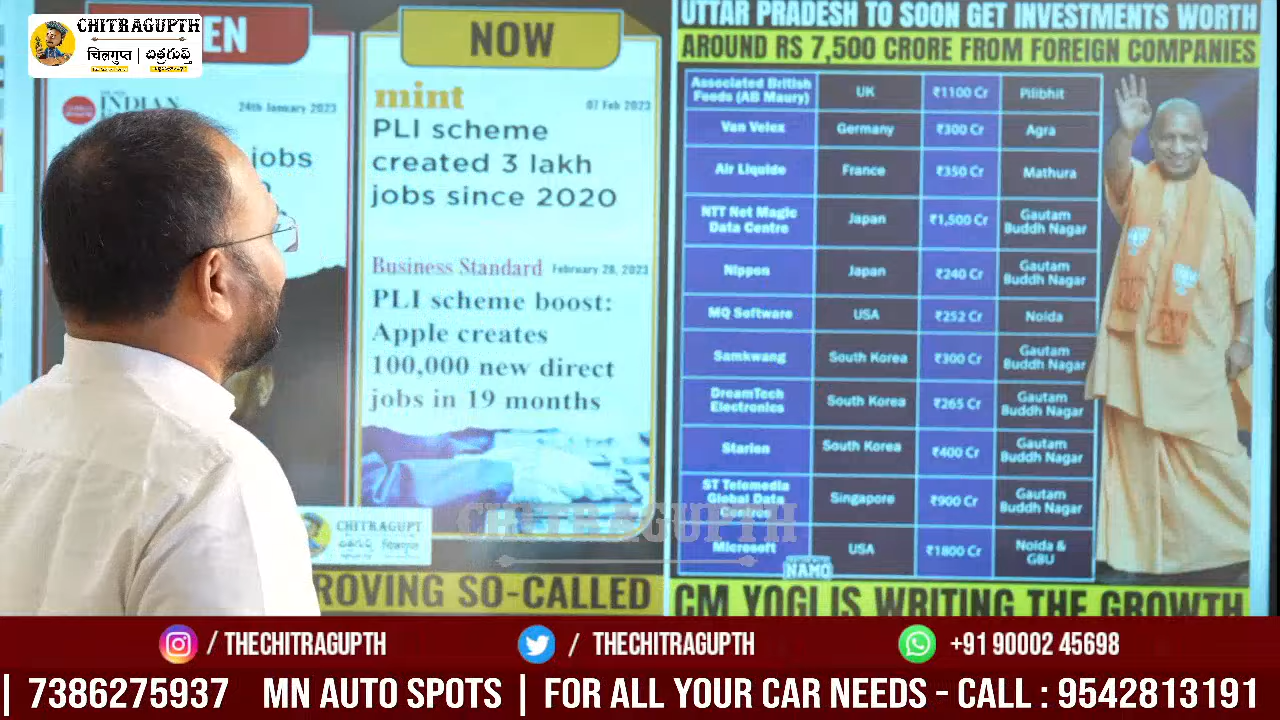 CHITRAGUPTH
चित्रगुप्त | చిత్రగుప్త
EN
INDIAN
24th January 2023
jobs
NOW
mint
07 Feb 2023
PLI scheme
created 3 lakh
jobs since 2020
Business Standard February 28, 2023
PLI scheme boost:
Apple creates
100,000 new direct
jobs in 19 months
CHITRAGUPT
ROVING SO-CALLED
UTTAR PRADESH TO SOON GET INVESTMENTS WORTH
AROUND RS 7,500 CRORE FROM FOREIGN COMPANIES
Associated British
Foods (AB Maury) UK ₹1100 Cr Pilibhit
Van Velex Germany ₹300 Cr Agra
Air Liquide France ₹350 Cr Mathura
NTT Net Magic
Data Centre Japan ₹1,500 Cr Gautam
Buddh Nagar
Nippon Japan ₹240 Cr Gautam
Buddh Nagar
MQ Software USA ₹252 Cr Noida
Samkwang South Korea ₹300 Cr Gautam
Buddh Nagar
DreamTech
Electronics South Korea ₹265 Cr Gautam
Buddh Nagar
Starion South Korea ₹400 Cr Gautam
Buddh Nagar
ST Telemedia
Global Data
Centres Singapore ₹900 Cr Gautam
Buddh Nagar
Microsoft USA ₹1800 Cr Noida &
GBU
NAMO
CHITRAGUPTH
CM YOGI IS WRITING THE GROWTH
/ THECHITRAGUPTH / THECHITRAGUPTH +91 90002 45698
| 7386275937 MN AUTO SPOTS | FOR ALL YOUR CAR NEEDS - CALL : 9542813191